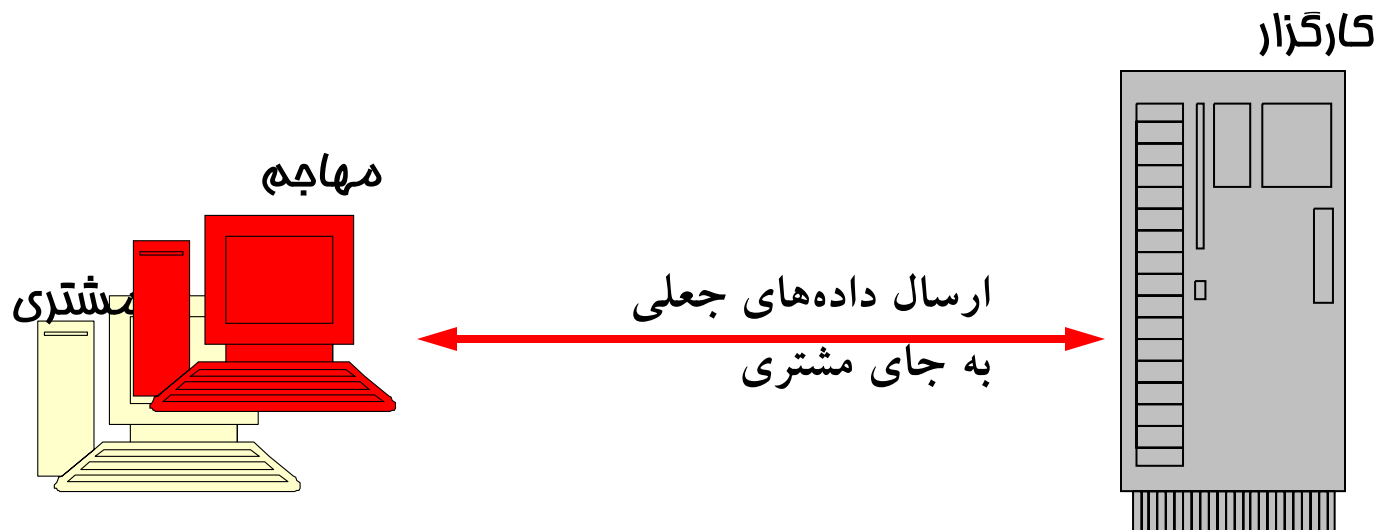 کارگزار
مهاجم
مشتری
ارسال داده‌های جعلی
به جای مشتری